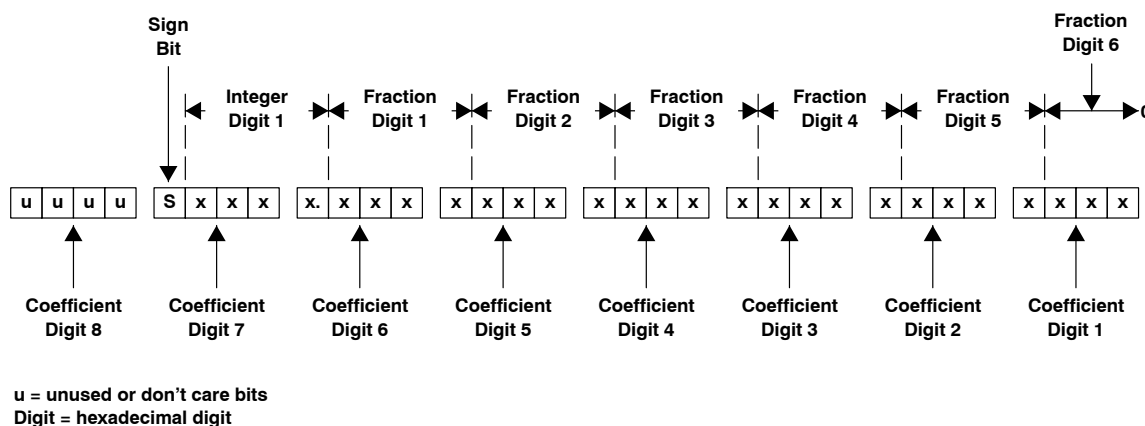 Sign
Bit
Fraction
Digit 6
Integer
Digit 1
Fraction
Digit 1
Fraction
Digit 2
Fraction
Digit 3
Fraction
Digit 4
Fraction
Digit 5
0
u u u u S x x x x. x x x x x x x x x x x x x x x x x x x x x x x
Coefficient
Digit 8
Coefficient
Digit 7
Coefficient
Digit 6
Coefficient
Digit 5
Coefficient
Digit 4
Coefficient
Digit 3
Coefficient
Digit 2
Coefficient
Digit 1
u = unused or don’t care bits
Digit = hexadecimal digit